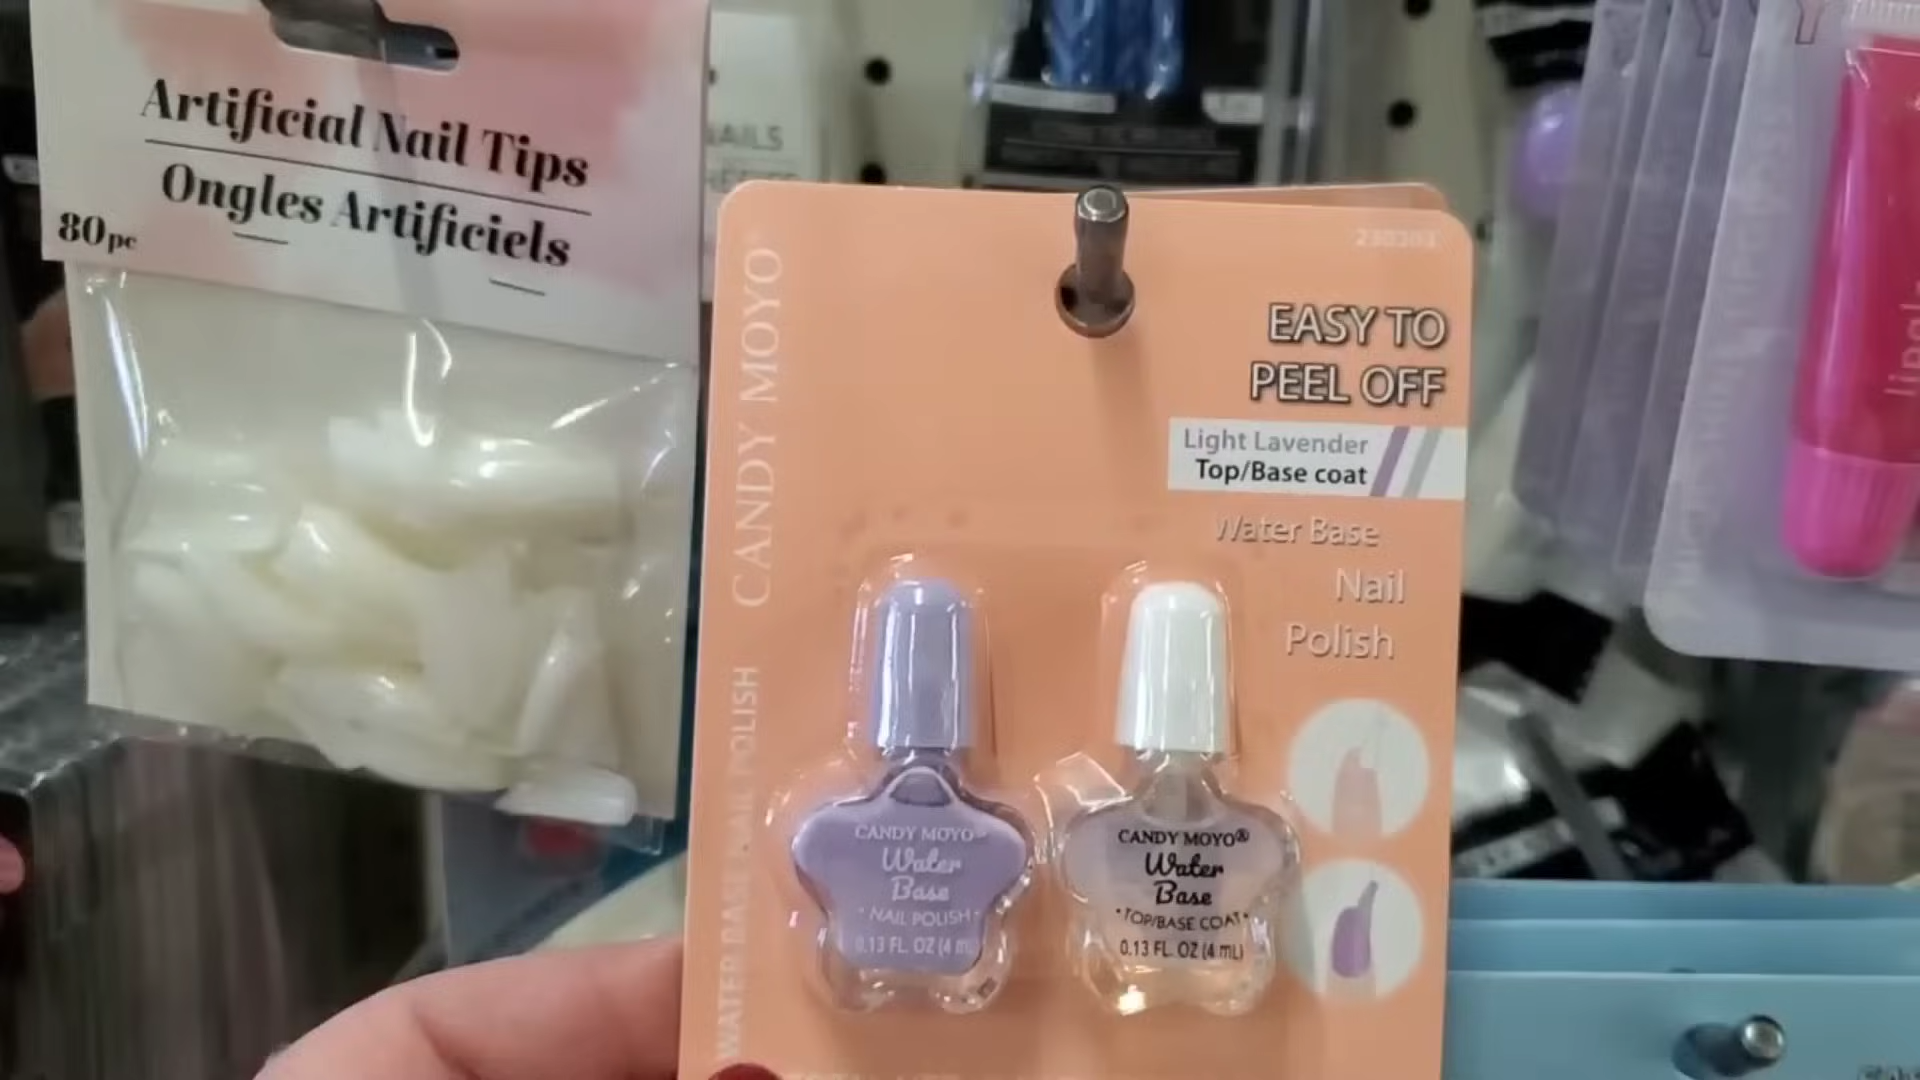 Artificial Nail Tips
Ongles Artificiels
80pc
NAILS
CANDY MOYO
WATER BASE NAIL POLISH
EASY TO
PEEL OFF
Light Lavender
Top/Base coat
Water Base
Nail
Polish
CANDY MOYO®
Water
Base
NAIL POLISH
0.13 FL. OZ (4 mL
CANDY MOYO®
Water
Base
TOP/BASE COAT
0.13 FL. OZ (4 mL)